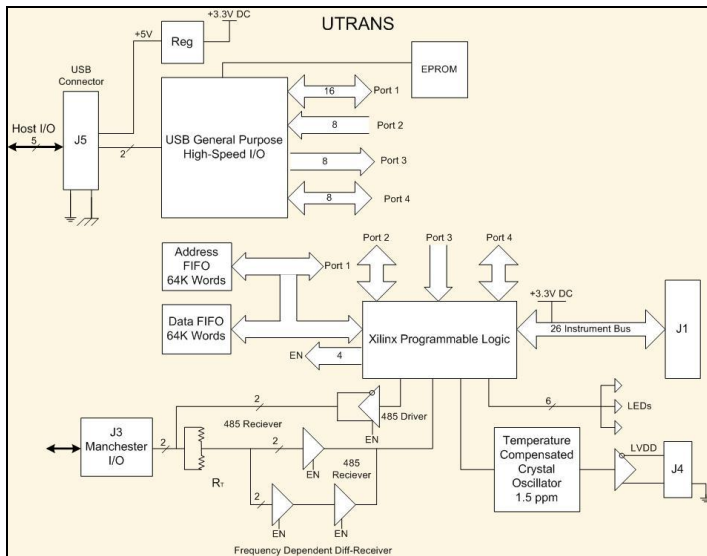 UTRANS
+3.3V DC
+5V
Reg
USB
Connector
EPROM
16
Port 1
Host I/O
5
J5
2
USB General Purpose
High-Speed I/O
8
Port 2
8
Port 3
8
Port 4
Address
FIFO
64K Words
Port 1
Port 2
Port 3
Port 4
+3.3V DC
Data FIFO
64K Words
Xilinx Programmable Logic
26 Instrument Bus
J1
EN
4
2
485 Driver
6
LEDs
EN
J3
Manchester
I/O
2
485 Reciever
2
485
Reciever
EN
RT
2
EN
EN
Temperature
Compensated
Crystal
Oscillator
1.5 ppm
LVDD
J4
Frequency Dependent Diff-Receiver